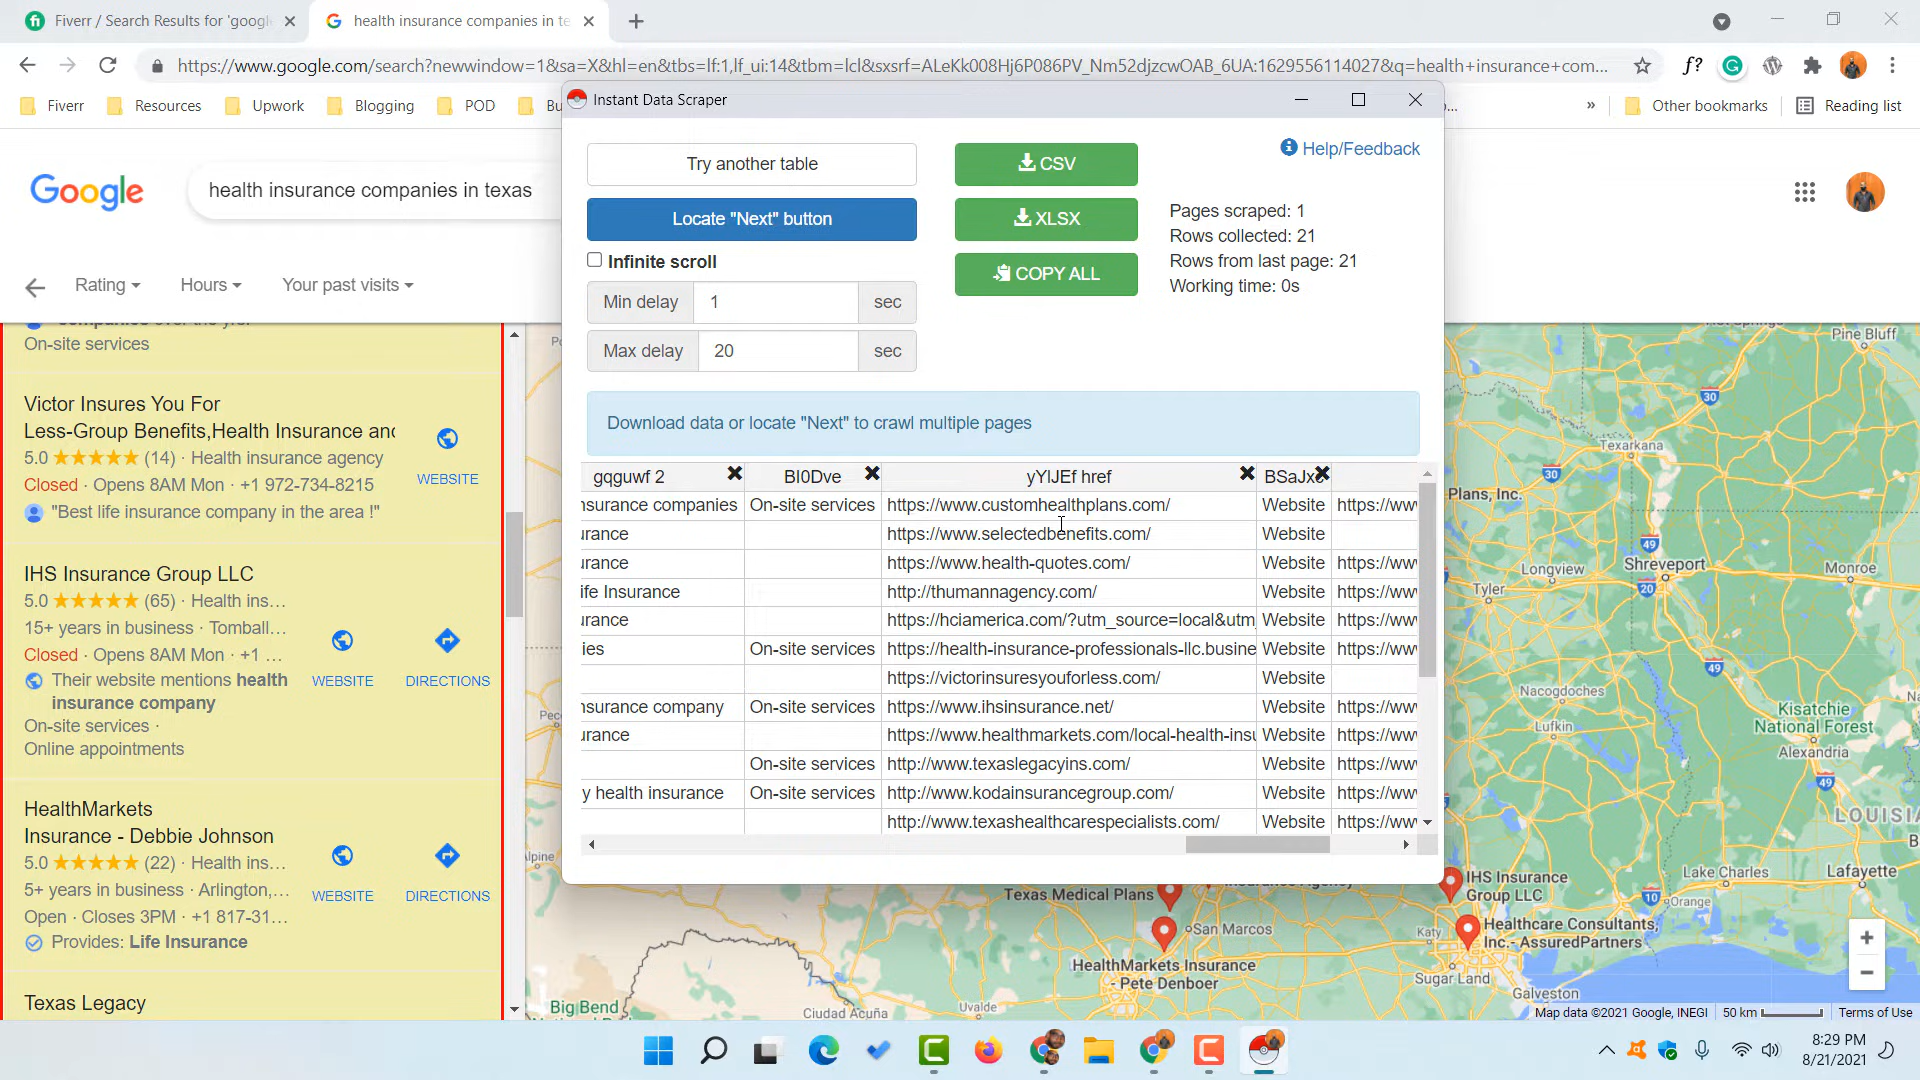 Fiverr / Search Results for 'googl
health insurance companies in te
https://www.google.com/search?newwindow=1&sa=X&hl=en&tbs=lf:1,lf_ui:14&tbm=lcl&sxsrf=ALeKk008Hj6P086PV_Nm52djzcwOAB_6UA:1629556114027&q=health+insurance+com...
Fiverr
Resources
Upwork
Blogging
POD
»
Other bookmarks
Reading list
Google
health insurance companies in texas
Rating
Hours
Your past visits
On-site services
Victor Insures You For
Less-Group Benefits,Health Insurance and
5.0 ★★★★★ (14) · Health insurance agency
Closed · Opens 8AM Mon · +1 972-734-8215
"Best life insurance company in the area !"
WEBSITE
IHS Insurance Group LLC
5.0 ★★★★★ (65) · Health ins...
15+ years in business · Tomball...
Closed · Opens 8AM Mon · +1 ...
Their website mentions health
insurance company
On-site services ·
Online appointments
WEBSITE
DIRECTIONS
HealthMarkets
Insurance - Debbie Johnson
5.0 ★★★★★ (22) · Health ins...
5+ years in business · Arlington,...
Open · Closes 3PM · +1 817-31...
Provides: Life Insurance
WEBSITE
DIRECTIONS
Texas Legacy
Instant Data Scraper
Try another table
Locate "Next" button
Infinite scroll
Min delay 1 sec
Max delay 20 sec
CSV
XLSX
COPY ALL
Help/Feedback
Pages scraped: 1
Rows collected: 21
Rows from last page: 21
Working time: 0s
Download data or locate "Next" to crawl multiple pages
gqguwf 2 BI0Dve yYlJEf href BSaJxc
nsurance companies On-site services https://www.customhealthplans.com/ Website https://ww
urance https://www.selectedbenefits.com/ Website
urance https://www.health-quotes.com/ Website https://ww
ife Insurance http://thumannagency.com/ Website https://ww
urance https://hciamerica.com/?utm_source=local&utm_ Website https://ww
ies On-site services https://health-insurance-professionals-llc.busine Website https://ww
https://victorinsuresyouforless.com/ Website
nsurance company On-site services https://www.ihsinsurance.net/ Website https://ww
urance https://www.healthmarkets.com/local-health-insu Website https://ww
On-site services http://www.texaslegacyins.com/ Website https://ww
y health insurance On-site services http://www.kodainsurancegroup.com/ Website https://ww
http://www.texashealthcarespecialists.com/ Website https://ww
Pine Bluff
30
Texarkana
Plans, Inc.
30
49
Shreveport
Longview
Monroe
Tyler
20
49
Nacogdoches
Lufkin
Kisatchie
National Forest
Alexandria
49
LOUISIA
Lake Charles
Lafayette
10
Orange
IHS Insurance
Group LLC
Healthcare Consultants,
Inc.- AssuredPartners
Katy
Sugar Land
Galveston
Texas Medical Plans
San Marcos
HealthMarkets Insurance
- Pete Denboer
Alpine
Big Bend
Ciudad Acuña
Uvalde
Map data ©2021 Google, INEGI
50 km
Terms of Use
8:29 PM
8/21/2021